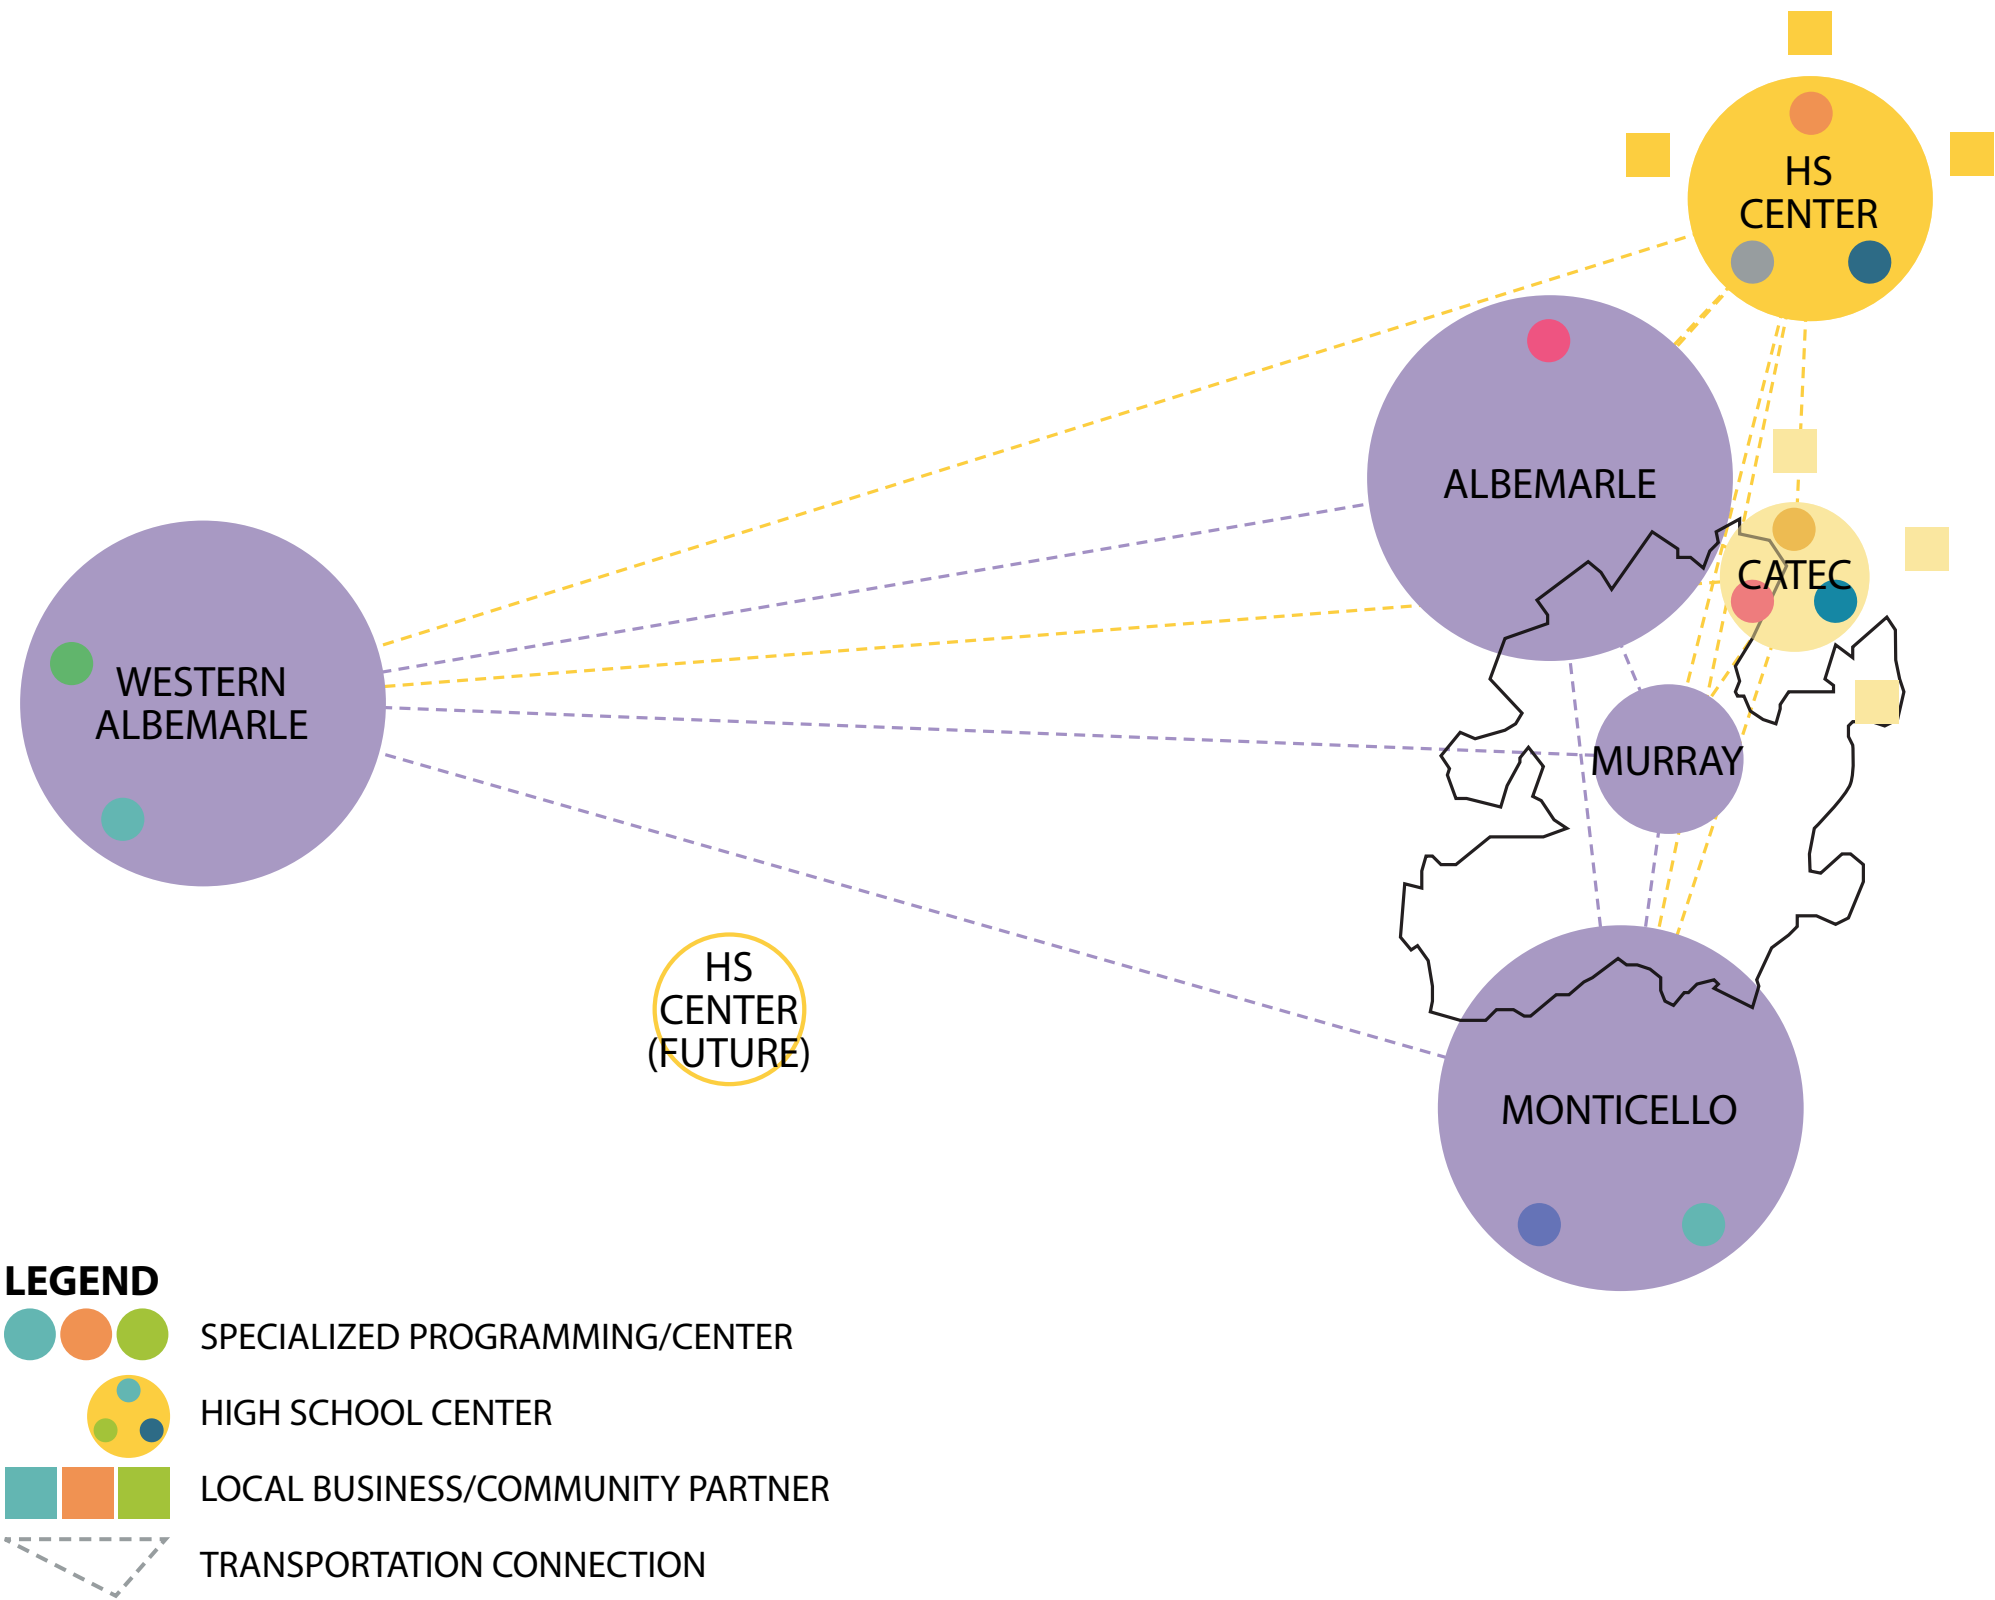 HS
CENTER
ALBEMARLE
CATEC
WESTERN
ALBEMARLE
MURRAY
HS
CENTER
(FUTURE)
MONTICELLO
LEGEND
SPECIALIZED PROGRAMMING/CENTER
HIGH SCHOOL CENTER
LOCAL BUSINESS/COMMUNITY PARTNER
TRANSPORTATION CONNECTION